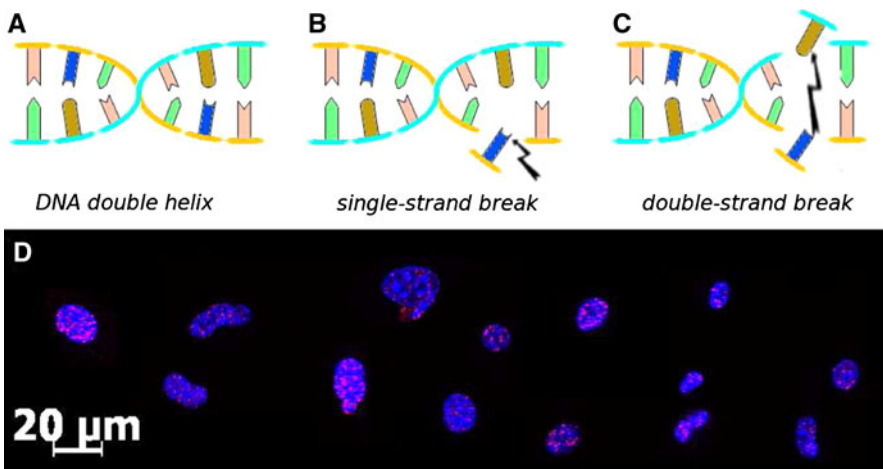 A
B
C
DNA double helix
single-strand break
double-strand break
D
20 µm